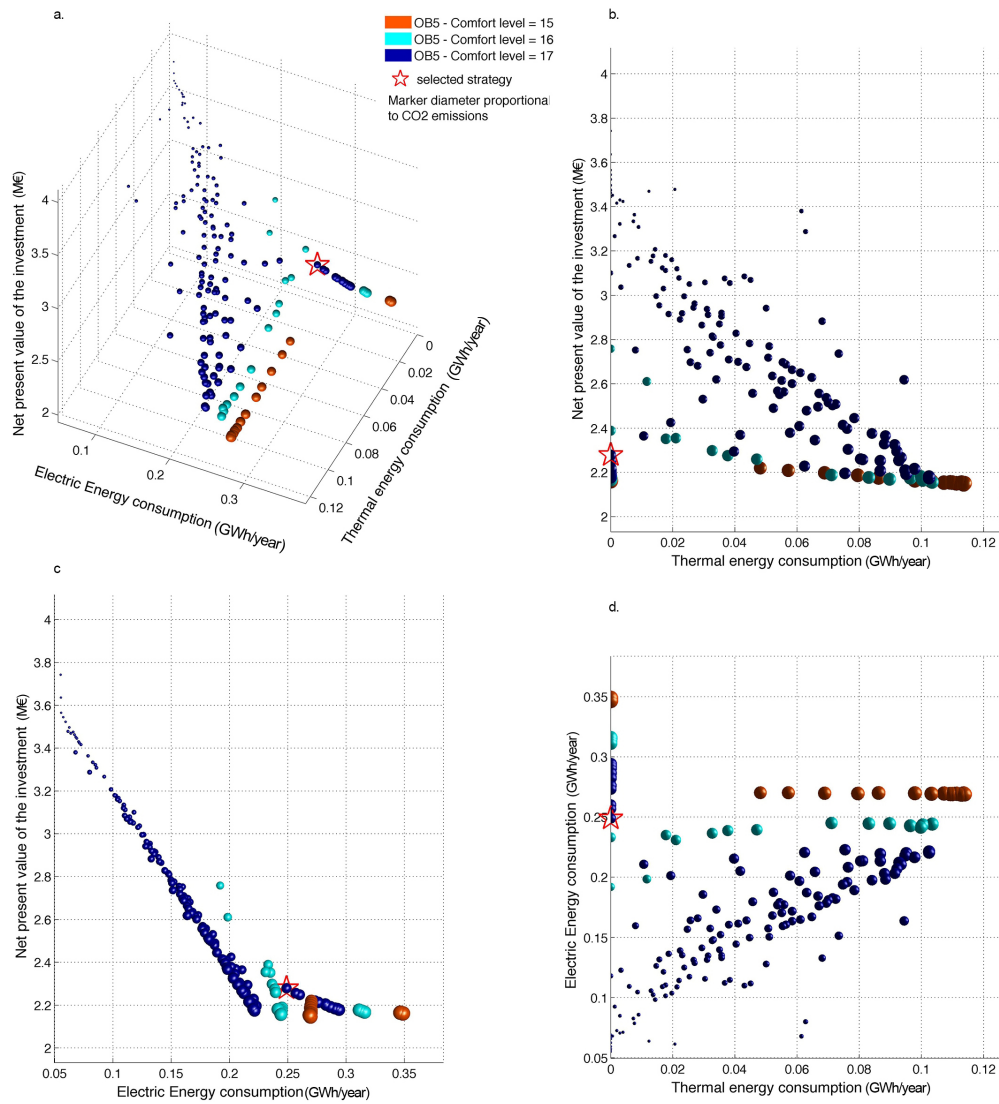 a.
OB5 - Comfort level = 15
OB5 - Comfort level = 16
OB5 - Comfort level = 17
selected strategy
Marker diameter proportional
to CO2 emissions
Net present value of the investment (M€)
4
3.5
3
2.5
2
0.1
0.2
0.3
Electric Energy consumption (GWh/year)
0
0.02
0.04
0.06
0.08
0.1
0.12
Thermal energy consumption (GWh/year)
b.
Net present value of the investment (M€)
4
3.8
3.6
3.4
3.2
3
2.8
2.6
2.4
2.2
2
0 0.02 0.04 0.06 0.08 0.1 0.12
Thermal energy consumption (GWh/year)
c
Net present value of the investment (M€)
4
3.8
3.6
3.4
3.2
3
2.8
2.6
2.4
2.2
2
0.05 0.1 0.15 0.2 0.25 0.3 0.35
Electric Energy consumption(GWh/year)
d.
Electric Energy consumption (GWh/year)
0.35
0.3
0.25
0.2
0.15
0.1
0.05
0 0.02 0.04 0.06 0.08 0.1 0.12
Thermal energy consumption (GWh/year)